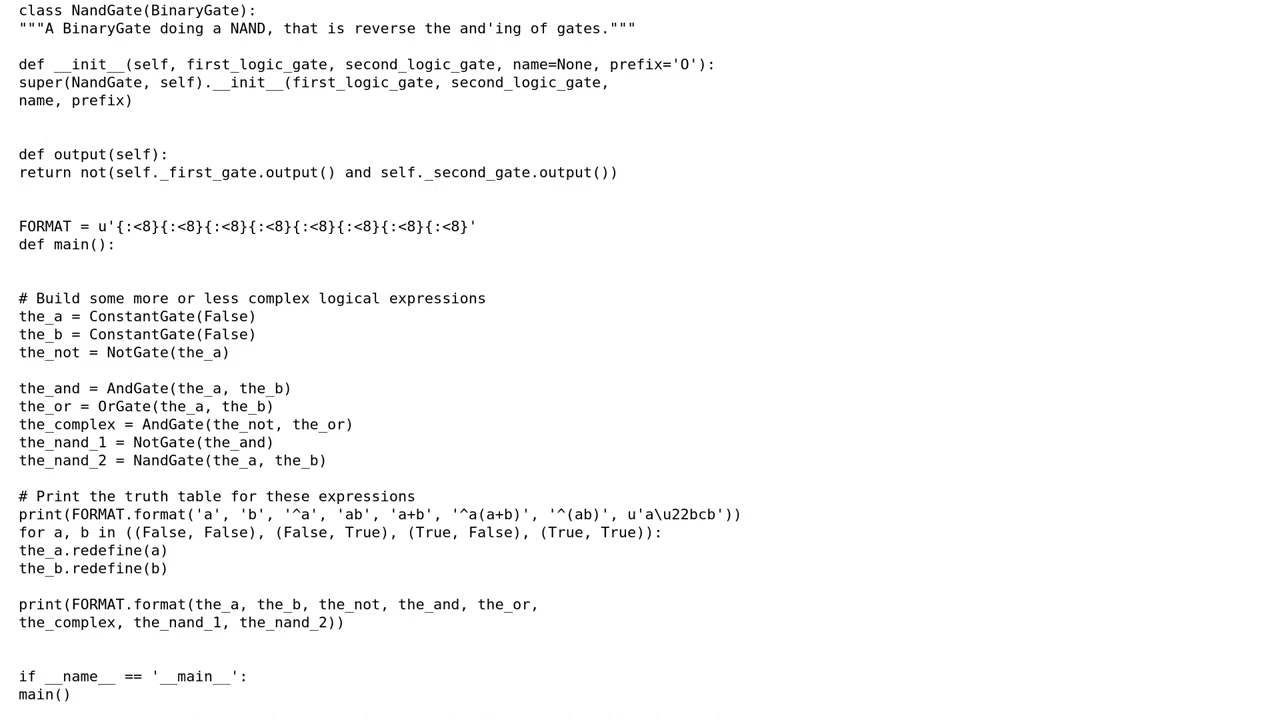 class NandGate(BinaryGate):
"""A BinaryGate doing a NAND, that is reverse the and'ing of gates."""
def __init__(self, first_logic_gate, second_logic_gate, name=None, prefix='O'):
super(NandGate, self).__init__(first_logic_gate, second_logic_gate,
name, prefix)
def output(self):
return not(self._first_gate.output() and self._second_gate.output())
FORMAT = u'{:<8}{:<8}{:<8}{:<8}{:<8}{:<8}{:<8}{:<8}'
def main():
# Build some more or less complex logical expressions
the_a = ConstantGate(False)
the_b = ConstantGate(False)
the_not = NotGate(the_a)
the_and = AndGate(the_a, the_b)
the_or = OrGate(the_a, the_b)
the_complex = AndGate(the_not, the_or)
the_nand_1 = NotGate(the_and)
the_nand_2 = NandGate(the_a, the_b)
# Print the truth table for these expressions
print(FORMAT.format('a', 'b', '^a', 'ab', 'a+b', '^a(a+b)', '^(ab)', u'a\u22bcb'))
for a, b in ((False, False), (False, True), (True, False), (True, True)):
the_a.redefine(a)
the_b.redefine(b)
print(FORMAT.format(the_a, the_b, the_not, the_and, the_or,
the_complex, the_nand_1, the_nand_2))
if __name__ == '__main__':
main()